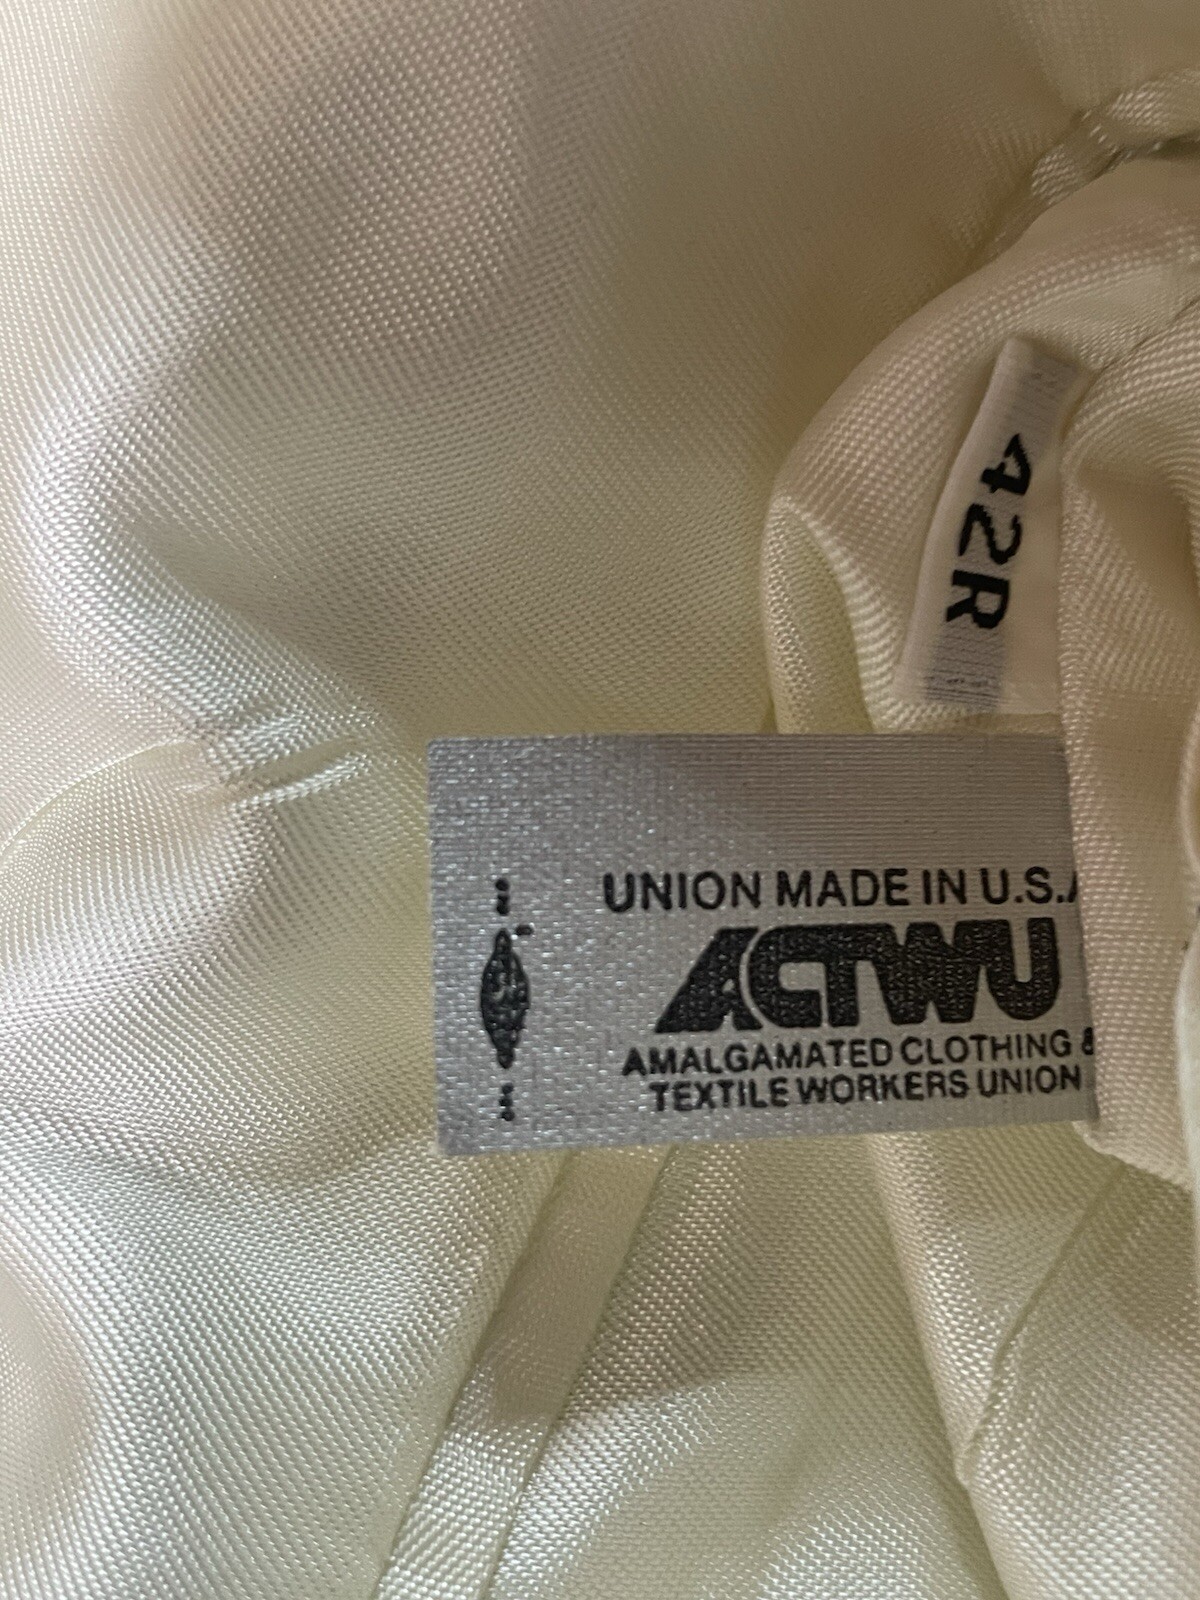 42R
UNION MADE IN U.S.A
ACTWU
AMALGAMATED CLOTHING &
TEXTILE WORKERS UNION